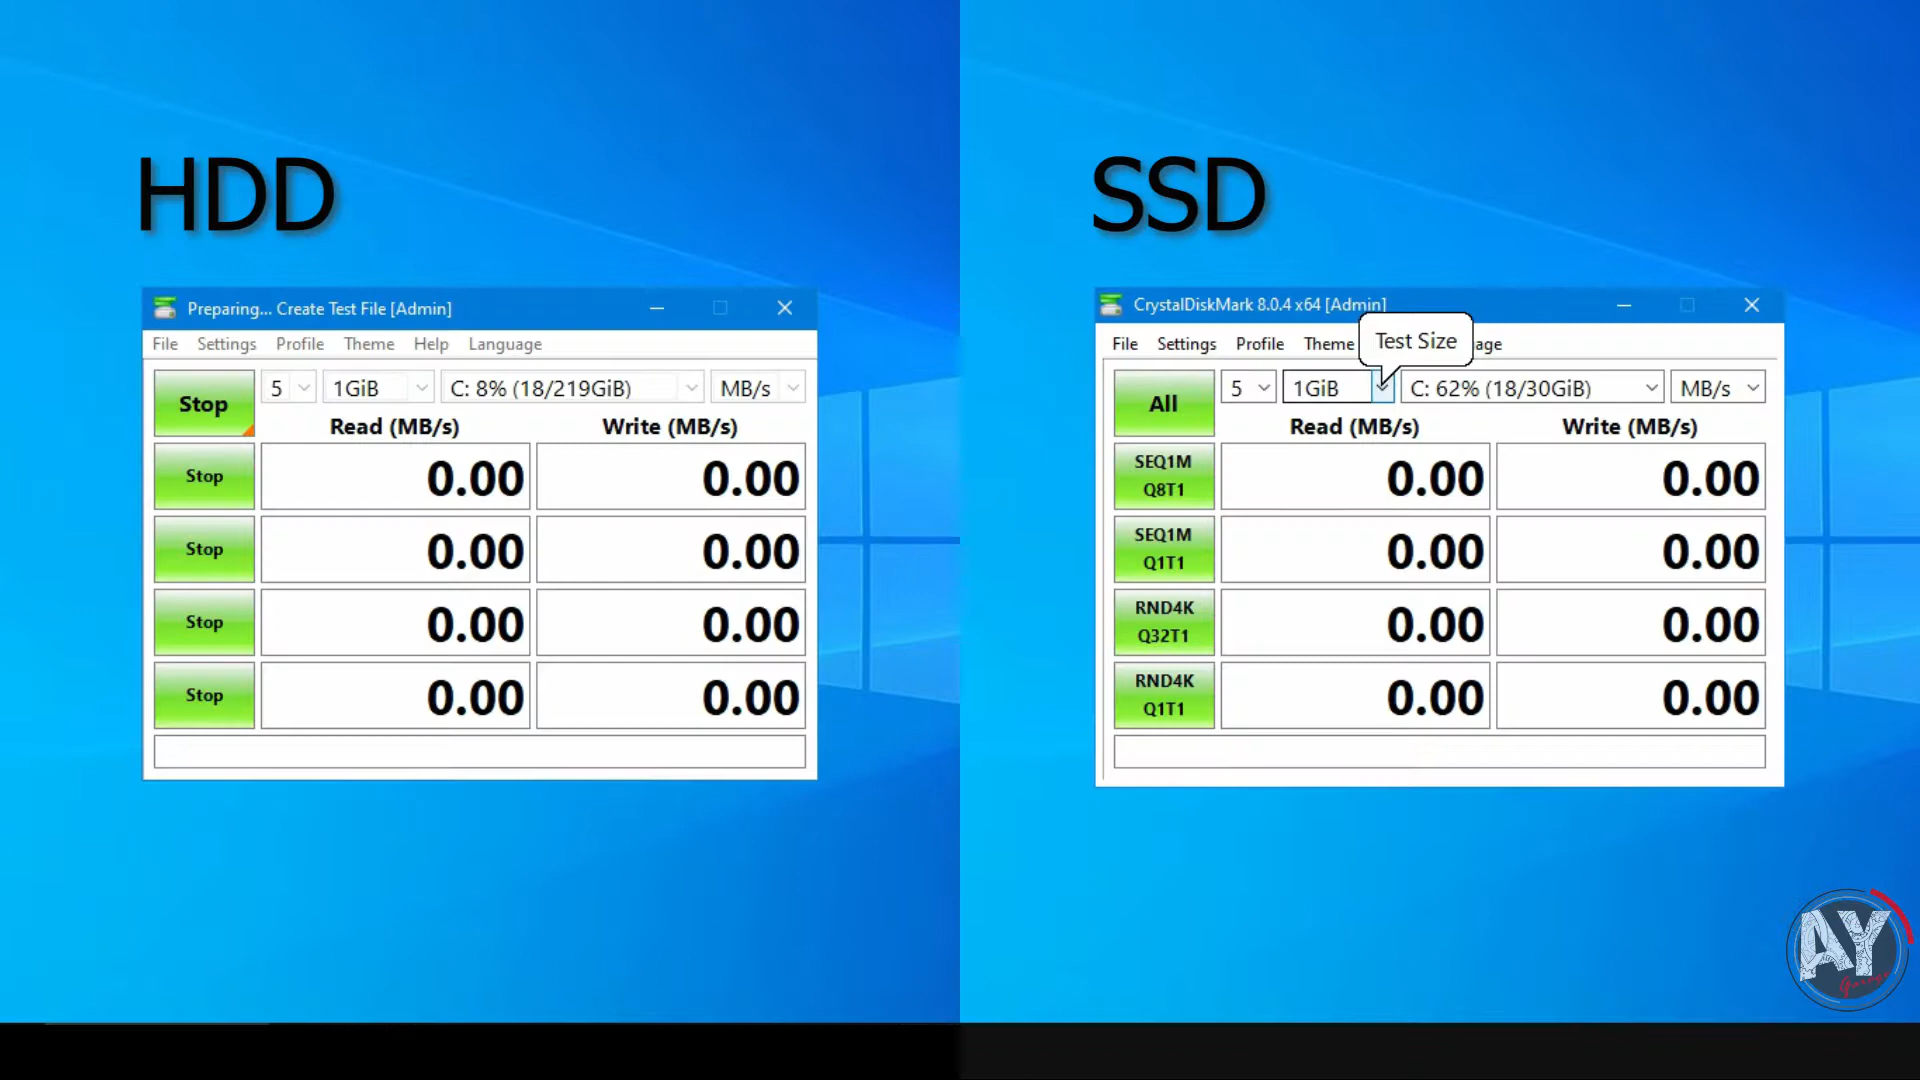 HDD
Preparing... Create Test File [Admin]
File Settings Profile Theme Help Language
Stop 5 1GiB C: 8% (18/219GiB) MB/s
Read (MB/s) Write (MB/s)
Stop 0.00 0.00
Stop 0.00 0.00
Stop 0.00 0.00
Stop 0.00 0.00
SSD
CrystalDiskMark 8.0.4 x64 [Admin]
Test Size
File Settings Profile Theme age
All 5 1GiB C: 62% (18/30GiB) MB/s
Read (MB/s) Write (MB/s)
SEQ1M
Q8T1 0.00 0.00
SEQ1M
Q1T1 0.00 0.00
RND4K
Q32T1 0.00 0.00
RND4K
Q1T1 0.00 0.00
AY
Garage